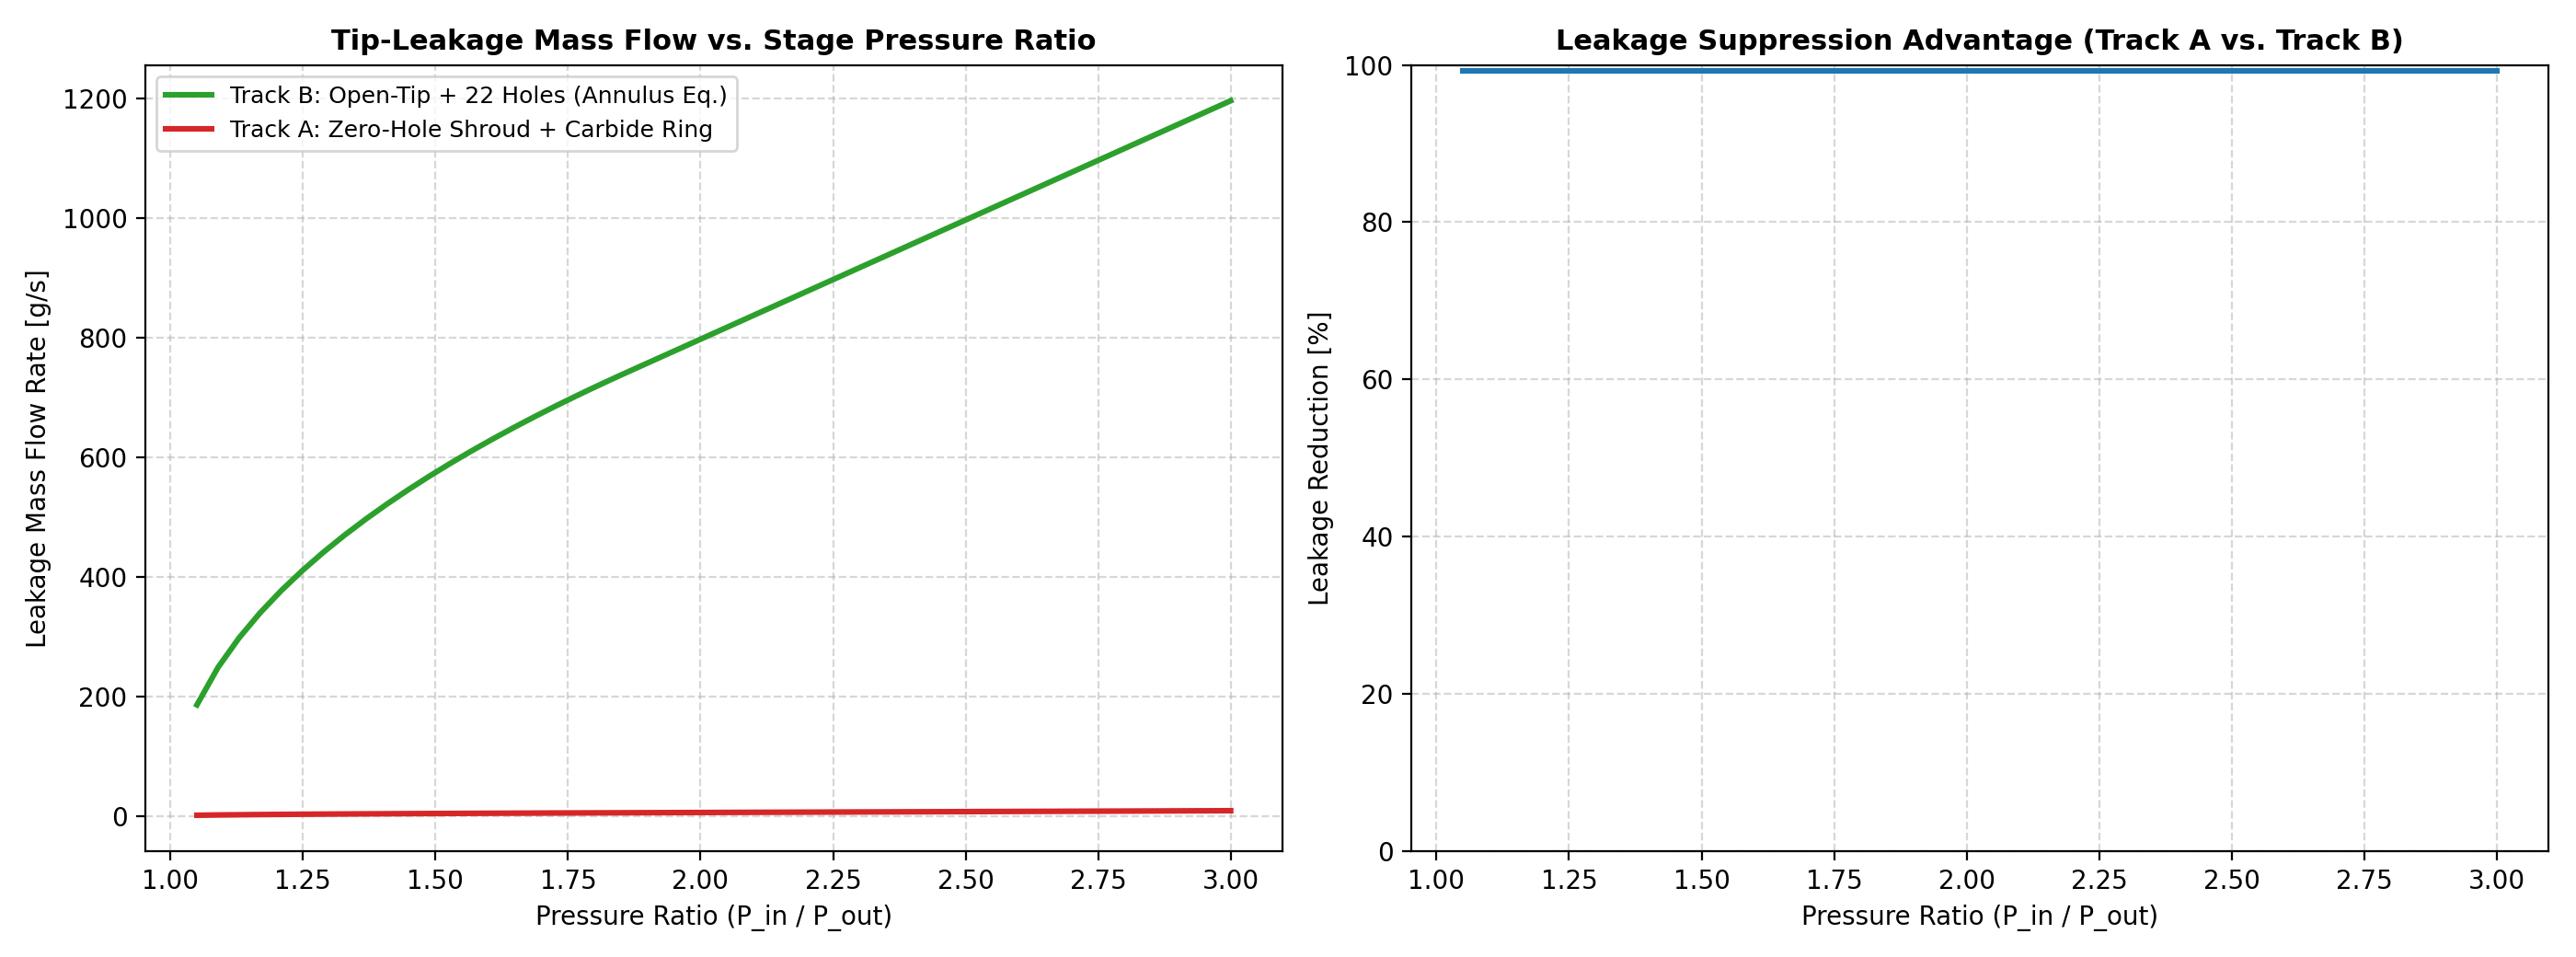 Tip-Leakage Mass Flow vs. Stage Pressure Ratio
Track B: Open-Tip + 22 Holes (Annulus Eq.)
Track A: Zero-Hole Shroud + Carbide Ring
Leakage Mass Flow Rate [g/s]
1200
1000
800
600
400
200
0
1.00 1.25 1.50 1.75 2.00 2.25 2.50 2.75 3.00
Pressure Ratio (P_in / P_out)
Leakage Suppression Advantage (Track A vs. Track B)
Leakage Reduction [%]
100
80
60
40
20
0
1.00 1.25 1.50 1.75 2.00 2.25 2.50 2.75 3.00
Pressure Ratio (P_in / P_out)